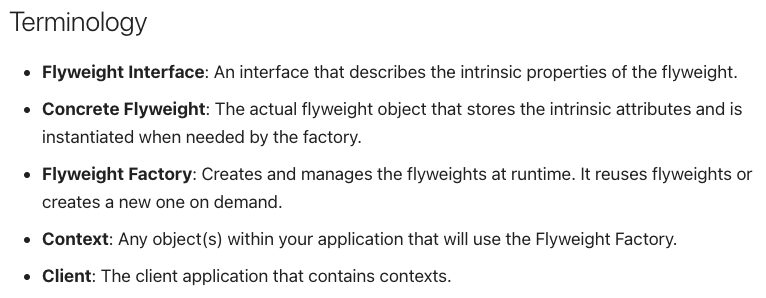 Terminology
• Flyweight Interface: An interface that describes the intrinsic properties of the flyweight.
• Concrete Flyweight: The actual flyweight object that stores the intrinsic attributes and is
instantiated when needed by the factory.
• Flyweight Factory: Creates and manages the flyweights at runtime. It reuses flyweights or
creates a new one on demand.
• Context: Any object(s) within your application that will use the Flyweight Factory.
• Client: The client application that contains contexts.